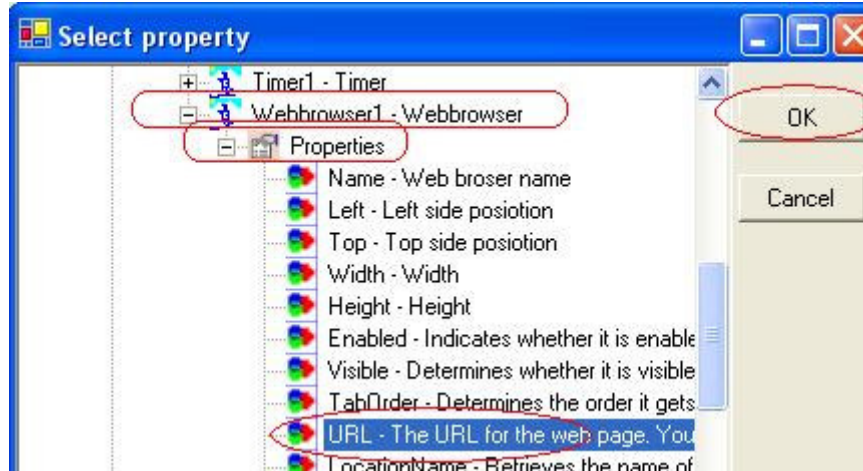 Select property
Timer1 - Timer
Webbrowser1 - Webbrowser
OK
Properties
Name - Web broser name
Cancel
Left - Left side posiotion
Top - Top side posiotion
Width - Width
Height - Height
Enabled - Indicates whether it is enable
Visible - Determines whether it is visible
TabOrder - Determines the order it gets
URL - The URL for the web page. You
LocationName - Retrieves the name of